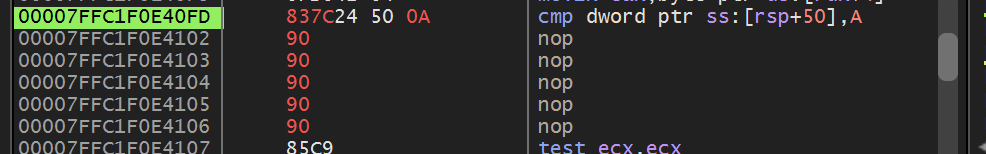 00007FFC1F0E40FD 837C24 50 0A cmp dword ptr ss:[rsp+50],A
00007FFC1F0E4102 90 nop
00007FFC1F0E4103 90 nop
00007FFC1F0E4104 90 nop
00007FFC1F0E4105 90 nop
00007FFC1F0E4106 90 nop
00007FFC1F0E4107 85C9 test ecx,ecx